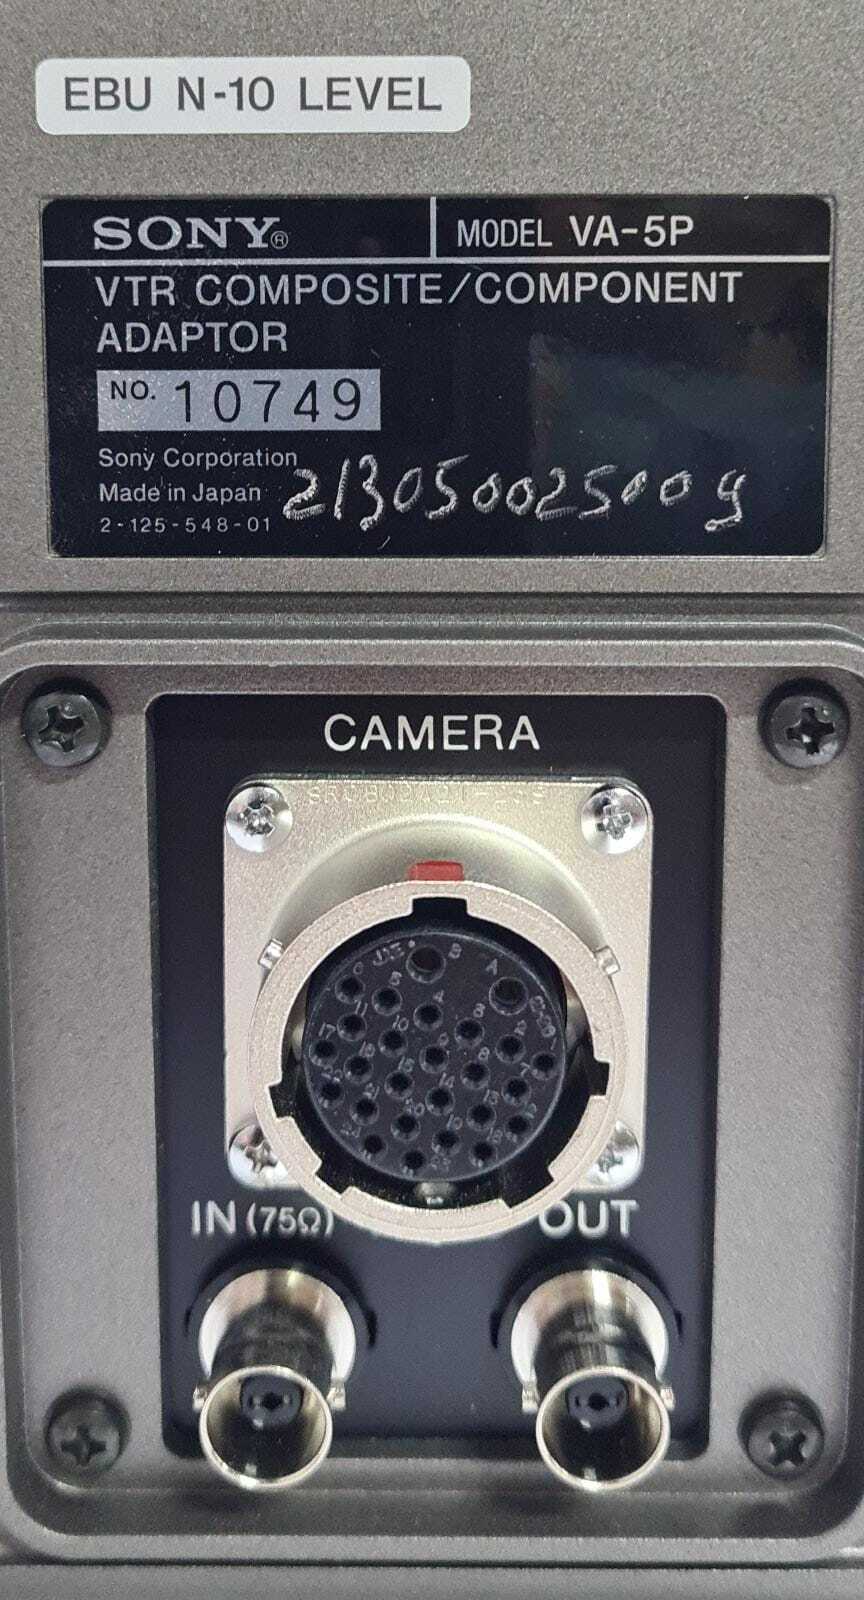 EBU N-10 LEVEL
SONY® MODEL VA-5P
VTR COMPOSITE/COMPONENT
ADAPTOR
NO. 10749
Sony Corporation
Made in Japan
2-125-548-01
213050025009
CAMERA
IN (75Ω) OUT